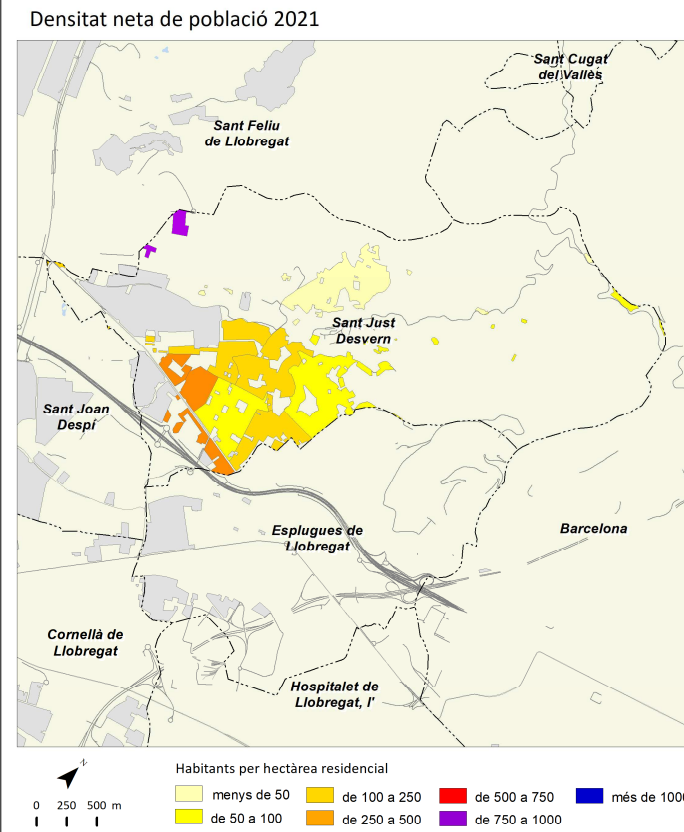 Densitat neta de població 2021
Sant Cugat
del Vallès
Sant Feliu
de Llobregat
Sant Just
Desvern
Sant Joan
Despí
Esplugues de
Llobregat
Barcelona
Cornellà de
Llobregat
Hospitalet de
Llobregat, l'
N
0 250 500 m
Habitants per hectàrea residencial
menys de 50
de 100 a 250
de 500 a 750
més de 1000
de 50 a 100
de 250 a 500
de 750 a 1000